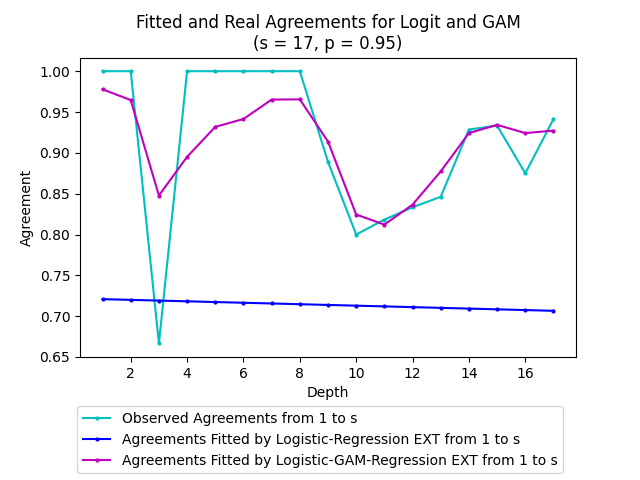 Fitted and Real Agreements for Logit and GAM
(s = 17, p = 0.95)
1.00
0.95
0.90
0.85
0.80
0.75
0.70
0.65
Agreement
2 4 6 8 10 12 14 16
Depth
Observed Agreements from 1 to s
Agreements Fitted by Logistic-Regression EXT from 1 to s
Agreements Fitted by Logistic-GAM-Regression EXT from 1 to s